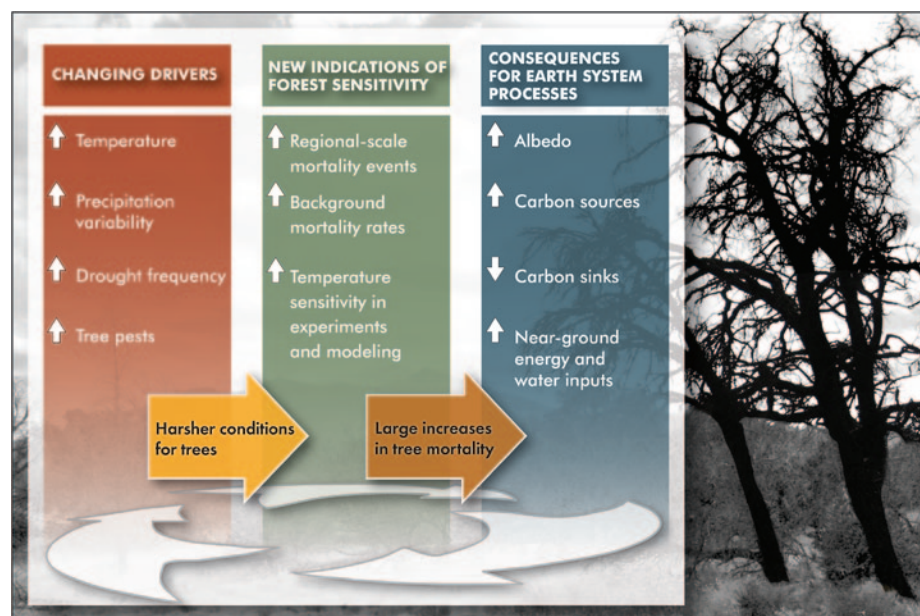 CHANGING DRIVERS
Temperature
Precipitation
variability
Drought frequency
Tree pests
NEW INDICATIONS OF
FOREST SENSITIVITY
Regional-scale
mortality events
Background
mortality rates
Temperature
sensitivity in
experiments
and modeling
CONSEQUENCES
FOR EARTH SYSTEM
PROCESSES
Albedo
Carbon sources
Carbon sinks
Near-ground
energy and
water inputs
Harsher conditions
for trees
Large increases
in tree mortality